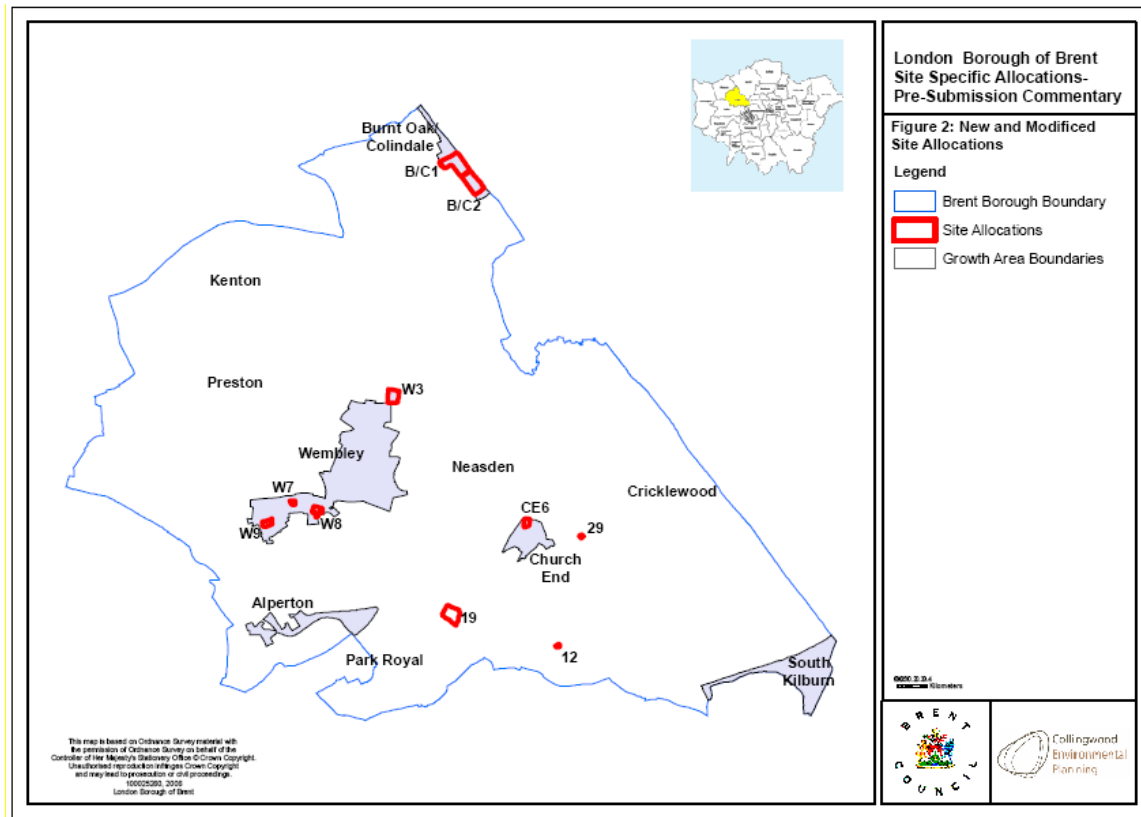 London Borough of Brent
Site Specific Allocations-
Pre-Submission Commentary
Figure 2: New and Modificed
Site Allocations
Legend
Brent Borough Boundary
Site Allocations
Growth Area Boundaries
Burnt Oak/
Colindale
B/C1
B/C2
Kenton
Preston
W3
Wembley
Neasden
Cricklewood
W7
W8
W9
CE6
29
Church
End
Alperton
19
Park Royal
12
South
Kilburn
This map is based on Ordnance Survey material with
the permission of Ordnance Survey on behalf of the
Controller of Her Majesty's Stationery Office © Crown Copyright.
Unauthorised reproduction infringes Crown Copyright
and may lead to prosecution or civil proceedings.
London Borough of Brent
Kilometers
BRENT
COUNCIL
Collingwood
Environmental
Planning